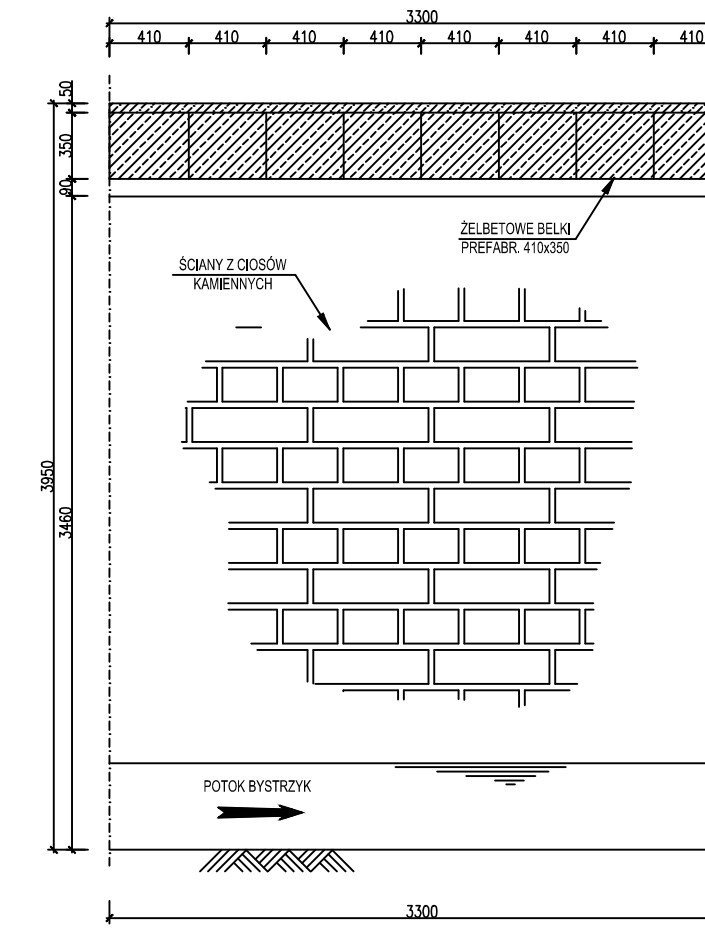 3300
410 410 410 410 410 410 410 410
50
350
90
ŻELBETOWE BELKI
PREFABR. 410x350
ŚCIANY Z CIOSÓW
KAMIENNYCH
3950
3460
POTOK BYSTRZYK
3300